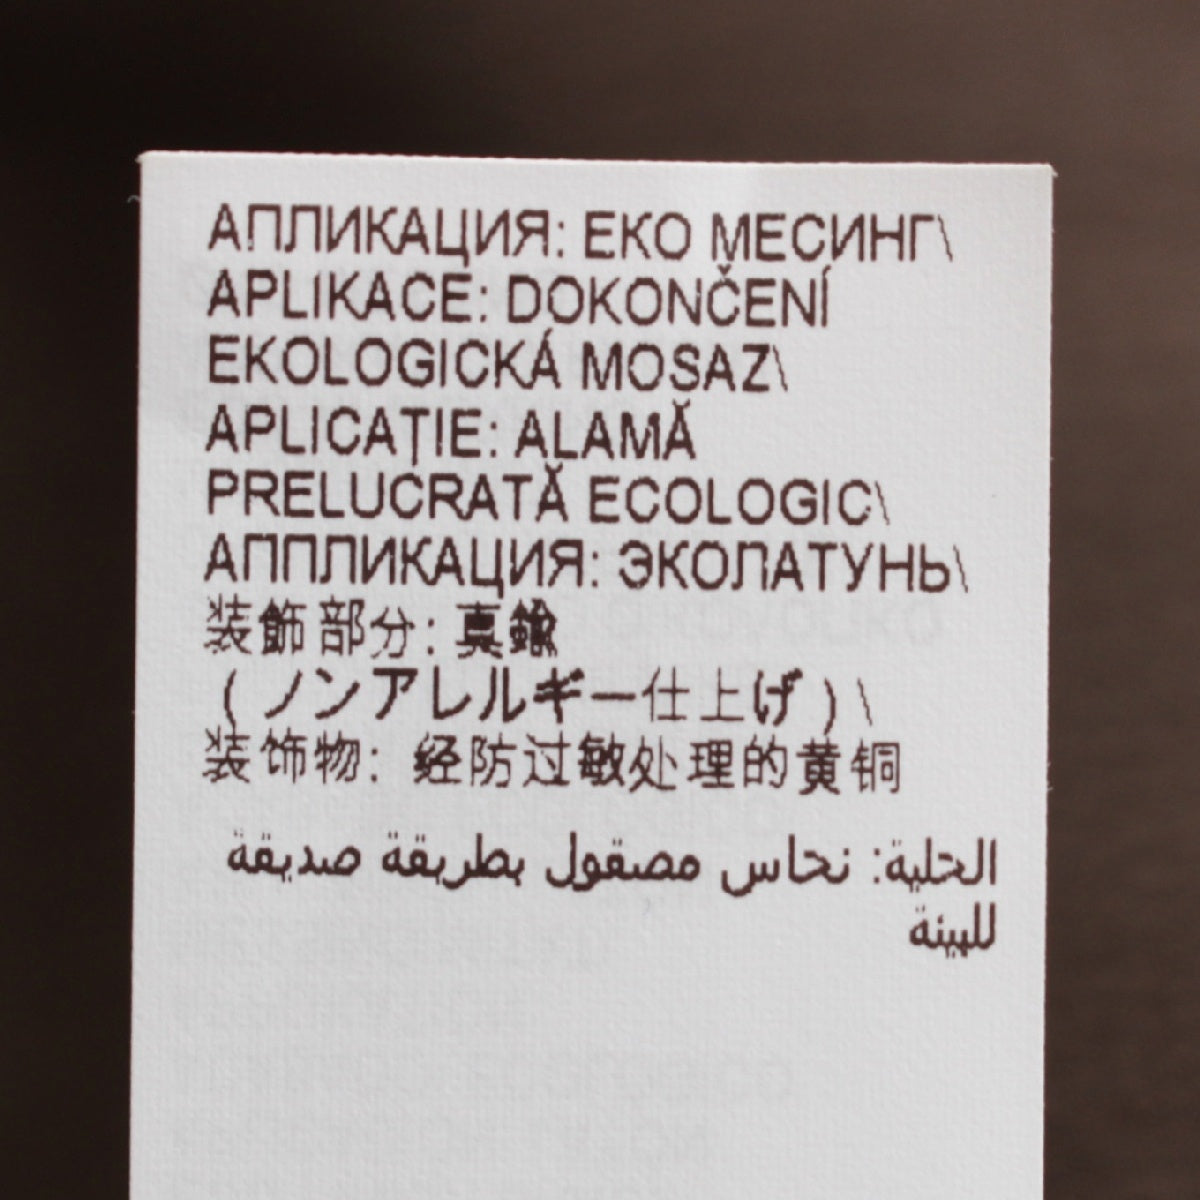 АПЛИКАЦИЯ: ЕКО МЕСИНГ\
APLIKACE: DOKONČENÍ
EKOLOGICKÁ MOSAZ\
APLICAȚIE: ALAMĂ
PRELUCRATĂ ECOLOGIC\
АППЛИКАЦИЯ: ЭКОЛАТУНЬ\
装飾部分: 真鍮
(ノンアレルギー仕上げ)\
装饰物: 经防过敏处理的黄铜
الحلية: نحاس مصقول بطريقة صديقة
للبيئة